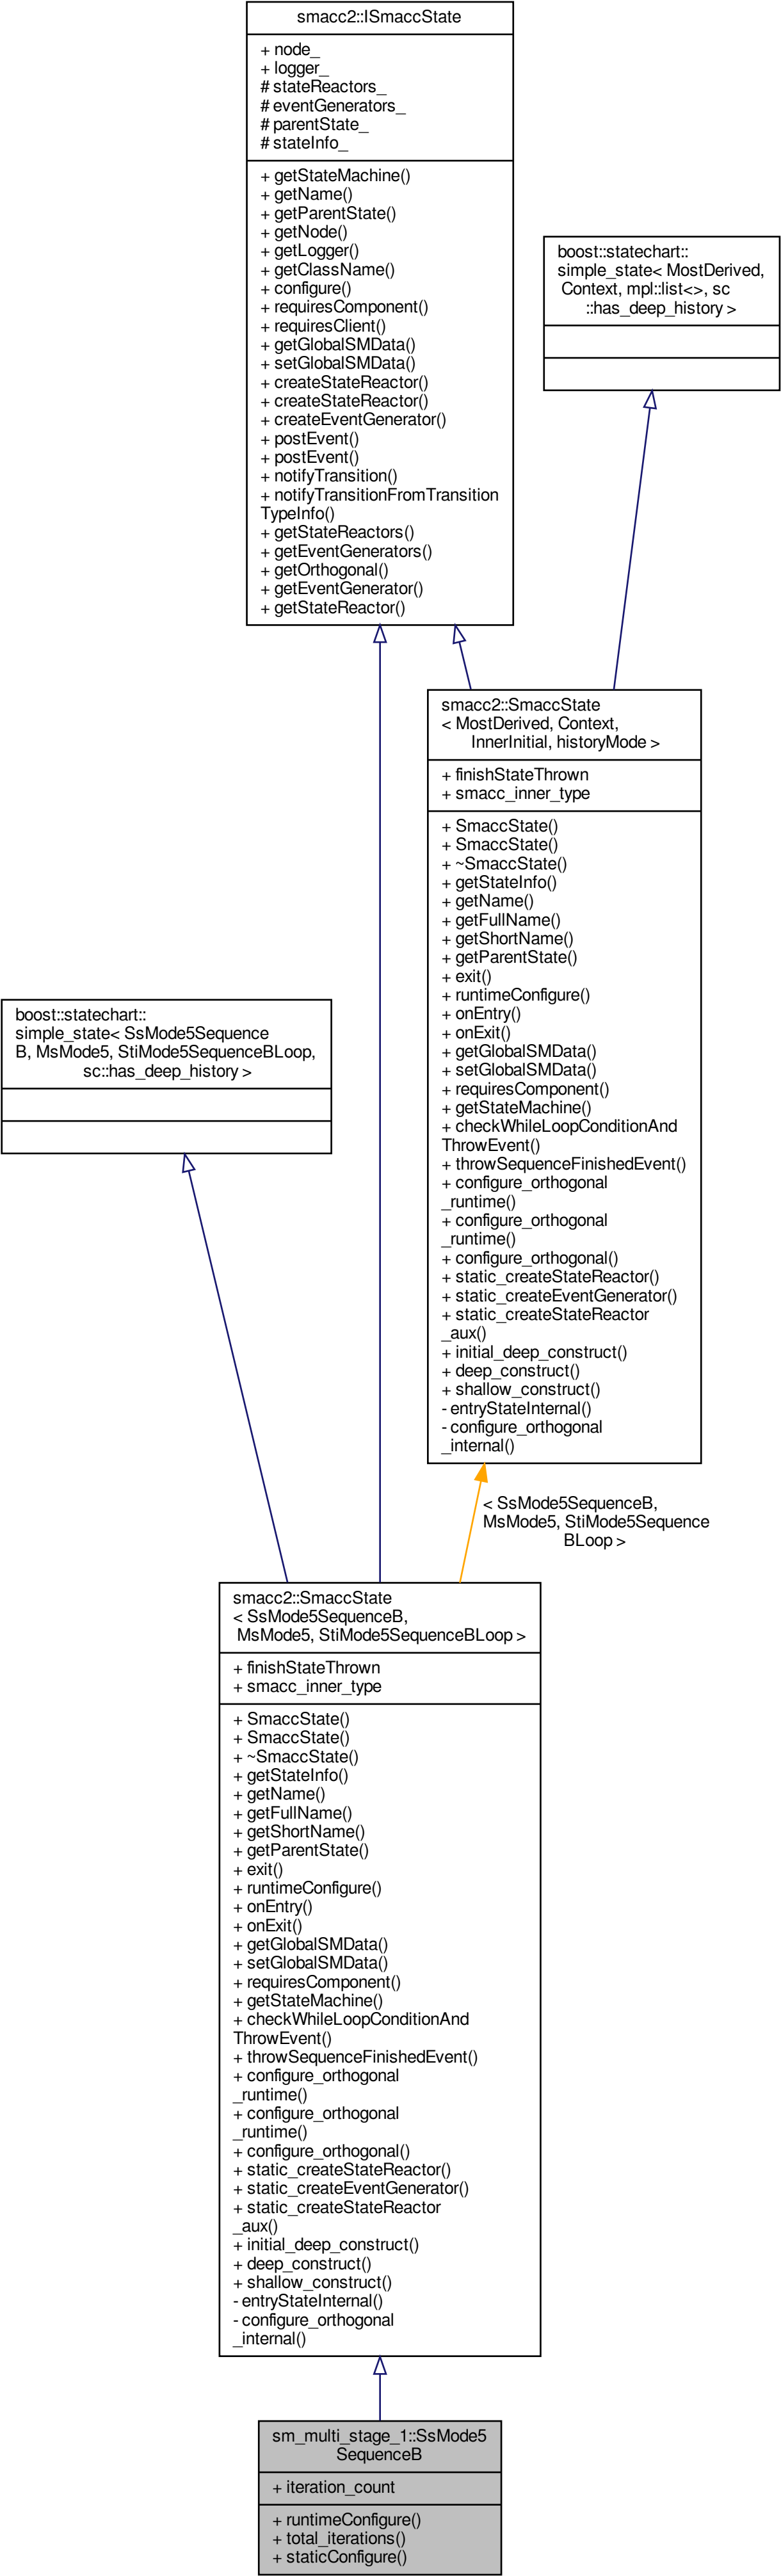 smacc2::ISmaccState
+ node_
+ logger_
# stateReactors_
# eventGenerators_
# parentState_
# stateInfo_
+ getStateMachine()
+ getName()
+ getParentState()
+ getNode()
+ getLogger()
+ getClassName()
+ configure()
+ requiresComponent()
+ requiresClient()
+ getGlobalSMData()
+ setGlobalSMData()
+ createStateReactor()
+ createStateReactor()
+ createEventGenerator()
+ postEvent()
+ postEvent()
+ notifyTransition()
+ notifyTransitionFromTransition
TypeInfo()
+ getStateReactors()
+ getEventGenerators()
+ getOrthogonal()
+ getEventGenerator()
+ getStateReactor()
boost::statechart::
simple_state< MostDerived,
Context, mpl::list<>, sc
::has_deep_history >
smacc2::SmaccState
< MostDerived, Context,
InnerInitial, historyMode >
+ finishStateThrown
+ smacc_inner_type
+ SmaccState()
+ SmaccState()
+ ~SmaccState()
+ getStateInfo()
+ getName()
+ getFullName()
+ getShortName()
+ getParentState()
+ exit()
+ runtimeConfigure()
+ onEntry()
+ onExit()
+ getGlobalSMData()
+ setGlobalSMData()
+ requiresComponent()
+ getStateMachine()
+ checkWhileLoopConditionAnd
ThrowEvent()
+ throwSequenceFinishedEvent()
+ configure_orthogonal
_runtime()
+ configure_orthogonal
_runtime()
+ configure_orthogonal()
+ static_createStateReactor()
+ static_createEventGenerator()
+ static_createStateReactor
_aux()
+ initial_deep_construct()
+ deep_construct()
+ shallow_construct()
- entryStateInternal()
- configure_orthogonal
_internal()
boost::statechart::
simple_state< SsMode5Sequence
B, MsMode5, StiMode5SequenceBLoop,
sc::has_deep_history >
< SsMode5SequenceB,
MsMode5, StiMode5Sequence
BLoop >
smacc2::SmaccState
< SsMode5SequenceB,
MsMode5, StiMode5SequenceBLoop >
+ finishStateThrown
+ smacc_inner_type
+ SmaccState()
+ SmaccState()
+ ~SmaccState()
+ getStateInfo()
+ getName()
+ getFullName()
+ getShortName()
+ getParentState()
+ exit()
+ runtimeConfigure()
+ onEntry()
+ onExit()
+ getGlobalSMData()
+ setGlobalSMData()
+ requiresComponent()
+ getStateMachine()
+ checkWhileLoopConditionAnd
ThrowEvent()
+ throwSequenceFinishedEvent()
+ configure_orthogonal
_runtime()
+ configure_orthogonal
_runtime()
+ configure_orthogonal()
+ static_createStateReactor()
+ static_createEventGenerator()
+ static_createStateReactor
_aux()
+ initial_deep_construct()
+ deep_construct()
+ shallow_construct()
- entryStateInternal()
- configure_orthogonal
_internal()
sm_multi_stage_1::SsMode5
SequenceB
+ iteration_count
+ runtimeConfigure()
+ total_iterations()
+ staticConfigure()